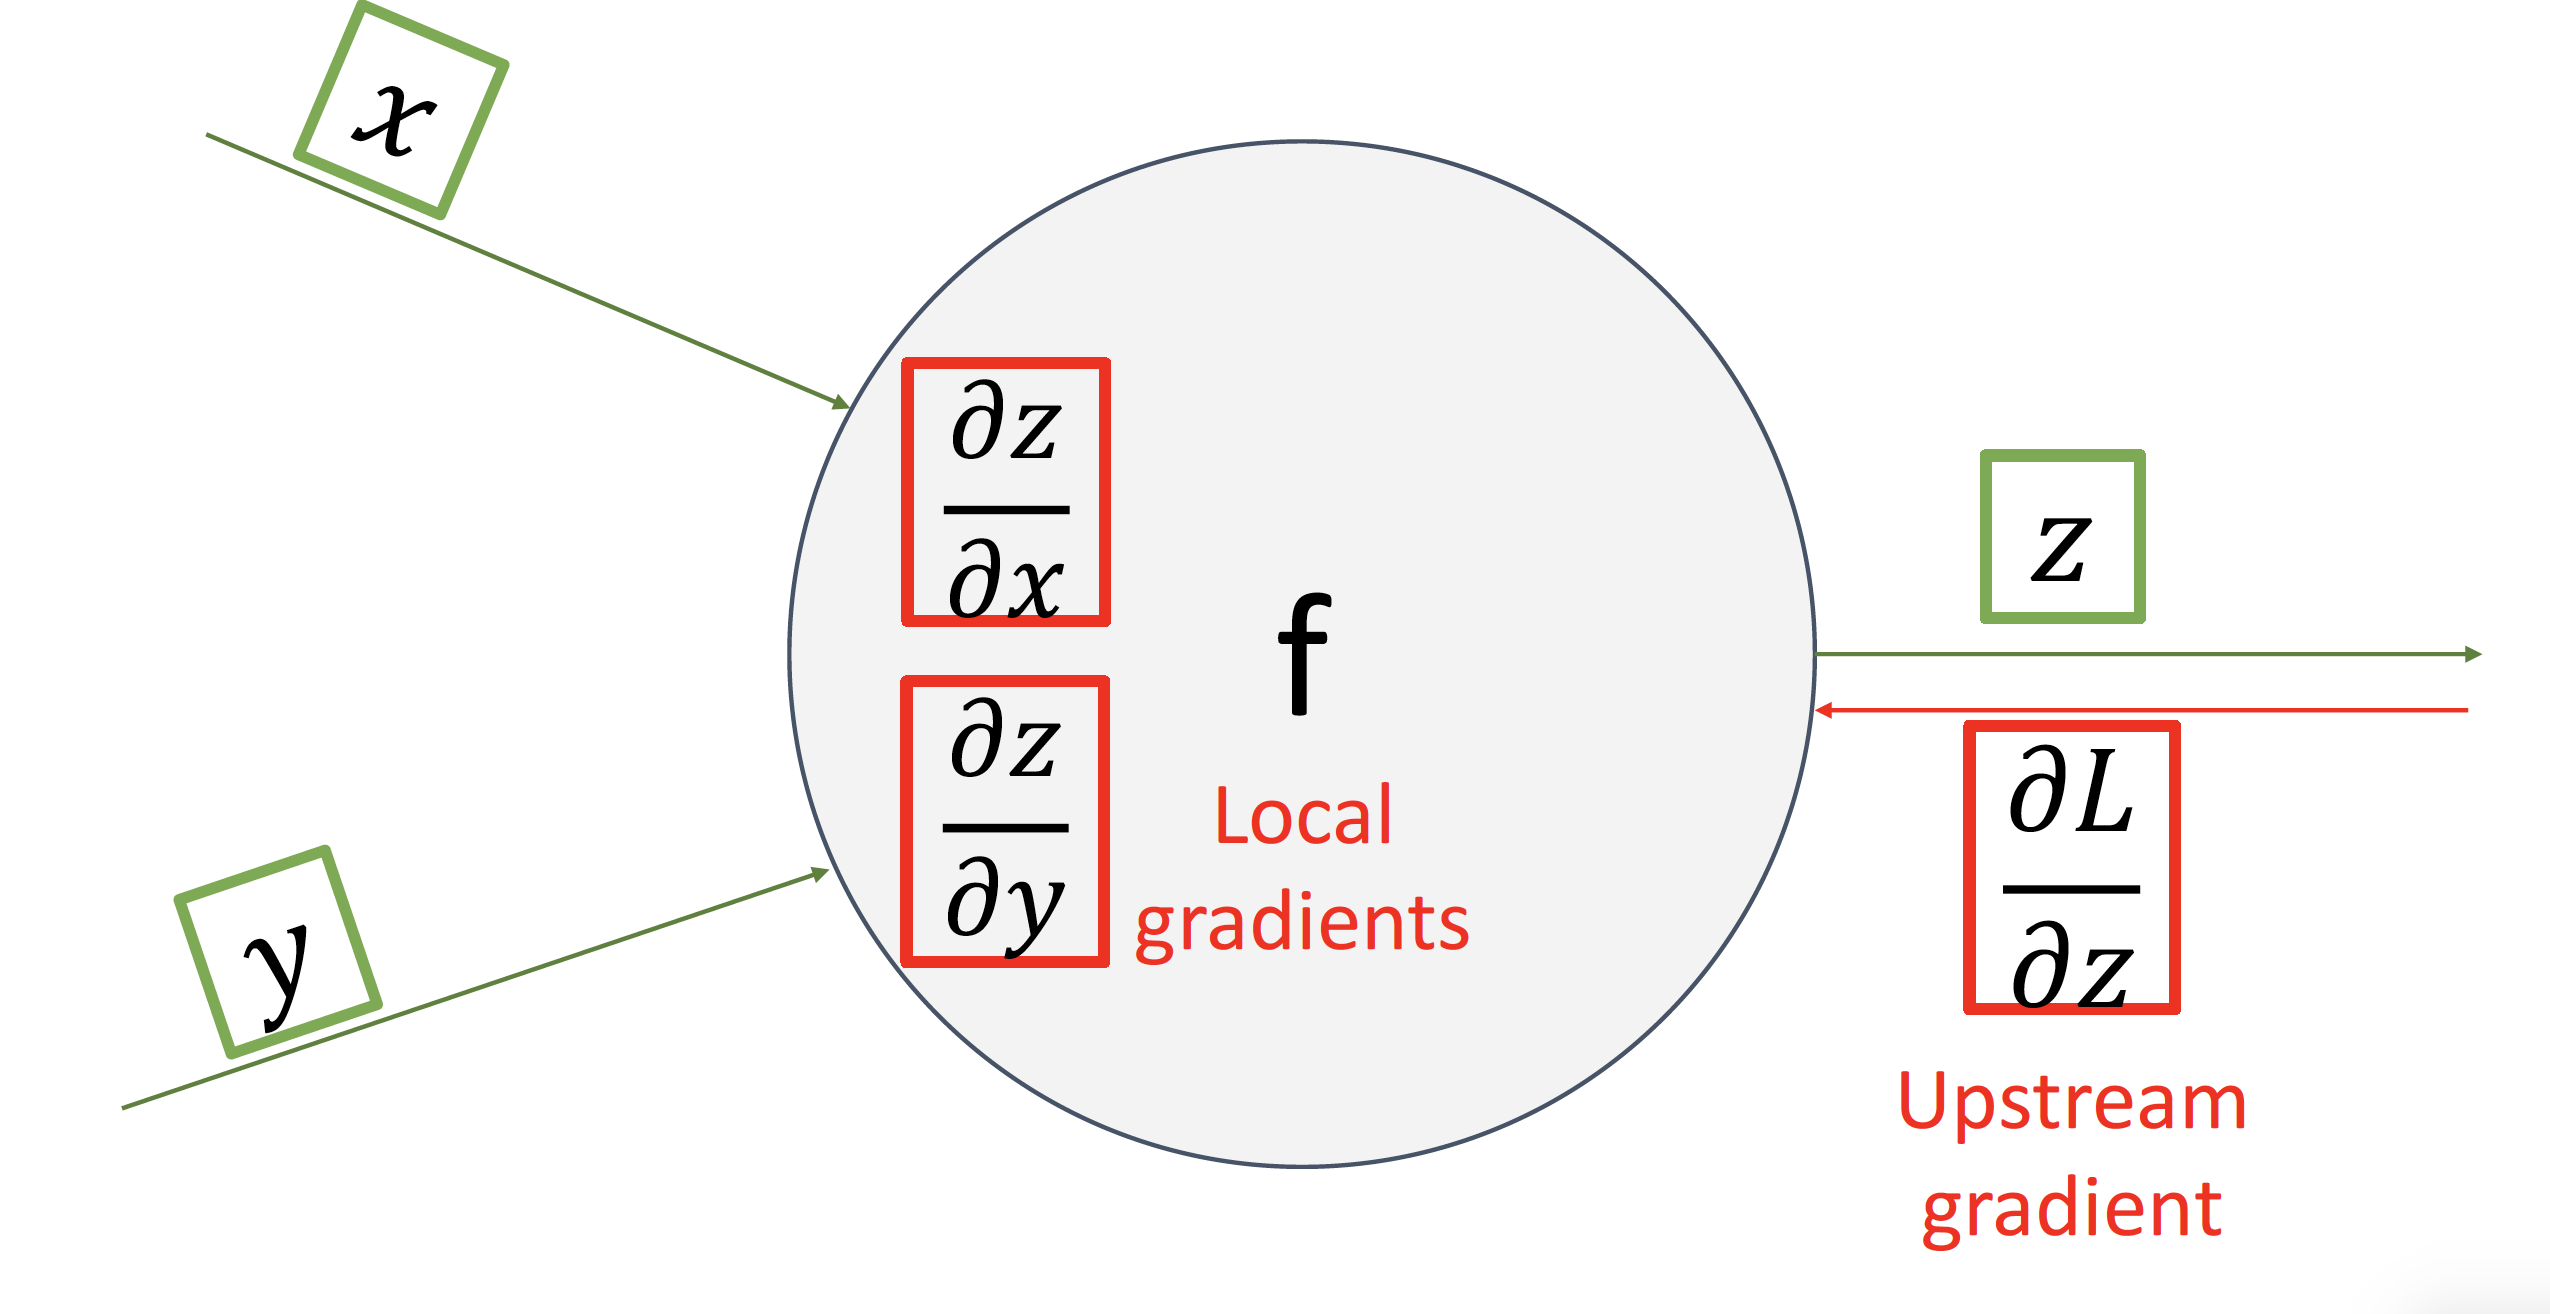 x
∂z
∂x
z
f
∂z
∂y
Local
gradients
y
∂L
∂z
Upstream
gradient